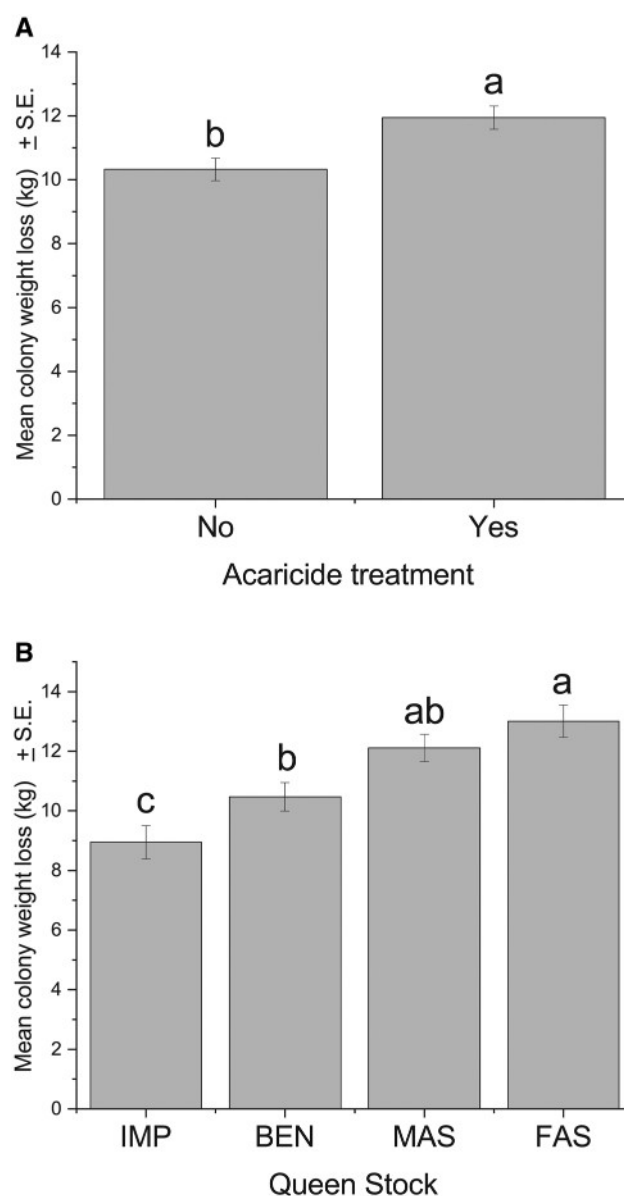 A
Mean colony weight loss (kg) ± S.E.
14
12
10
8
6
4
2
0
b
a
No
Yes
Acaricide treatment
B
Mean colony weight loss (kg) ± S.E.
14
12
10
8
6
4
2
0
c
b
ab
a
IMP
BEN
MAS
FAS
Queen Stock